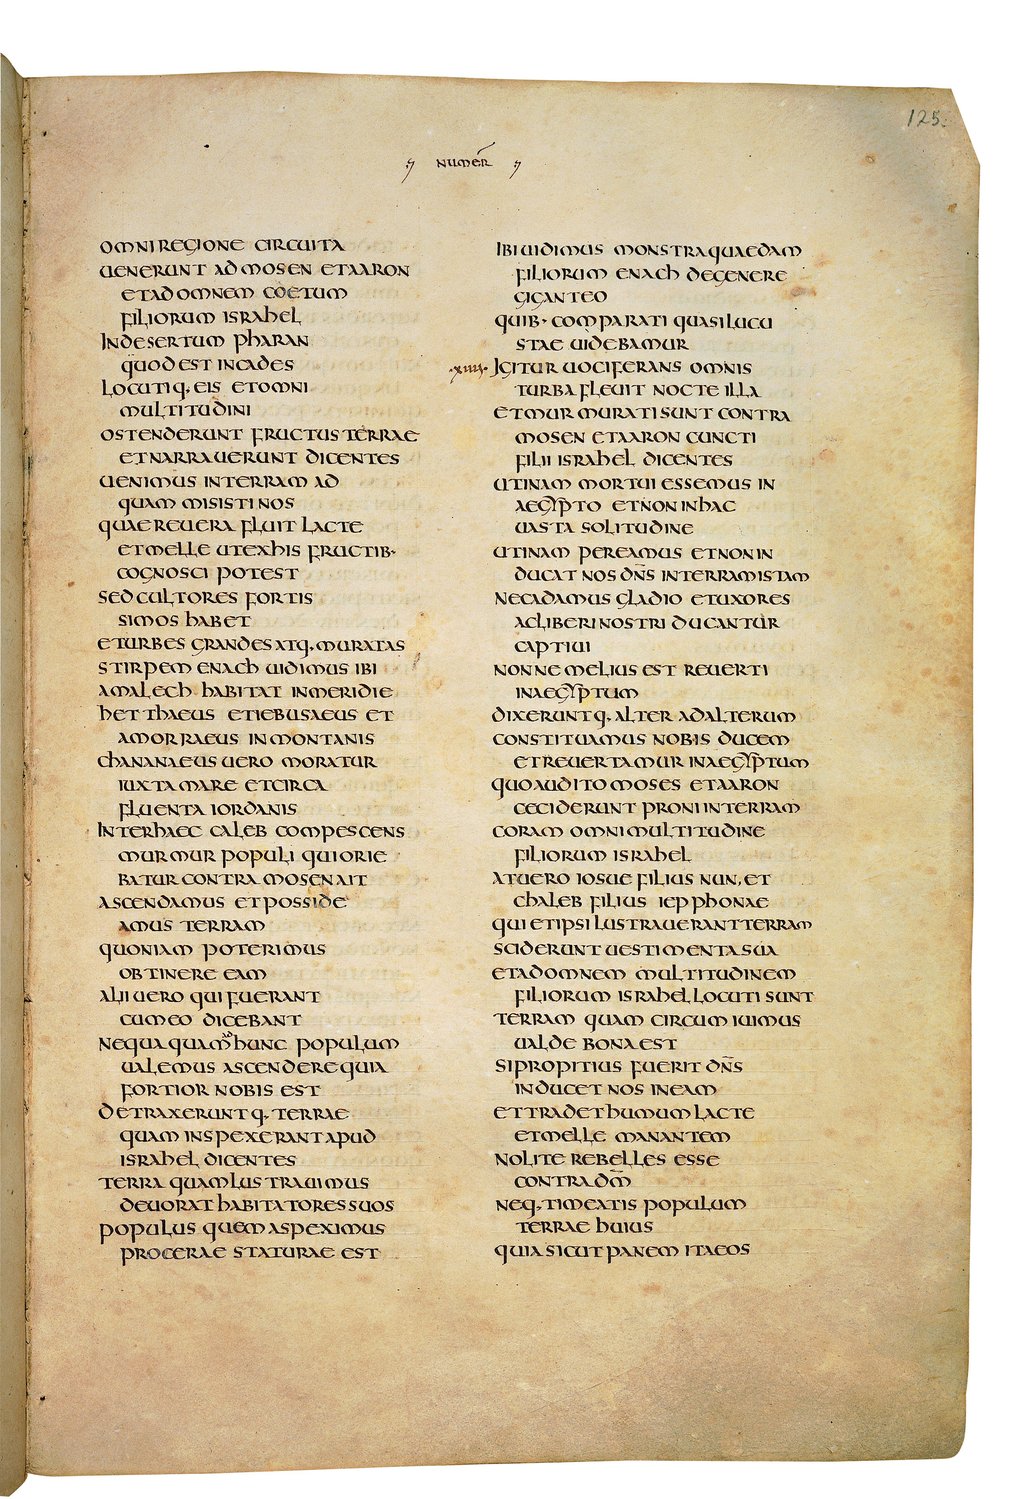 125.
NUMER̄
OMNI REGIONE CIRCUITA
UENERUNT AD MOSEN ET AARON
ET AD OMNEM COETUM
FILIORUM ISRAhEL
IN DESERTUM PhARAN
QUOD EST IN CADES
LOCUTIQ· EIS ET OMNI
MULTITUDINI
OSTENDERUNT FRUCTUS TERRAE
ET NARRAUERUNT DICENTES
UENIMUS IN TERRAM AD
QUAM MISISTI NOS
QUAE REUERA FLUIT LACTE
ET MELLE UT EX hIS FRUCTIB·
COGNOSCI POTEST
SED CULTORES FORTIS
SIMOS hABET
ET URBES GRANDES ATQ· MURATAS
STIRPEM ENACh UIDIMUS IBI
AMALECh hABITAT IN MERIDIE
hETThAEUS ET IEBUSAEUS ET
AMORRAEUS IN MONTANIS
ChANANAEUS UERO MORATUR
IUXTA MARE ET CIRCA
FLUENTA IORDANIS
INTER hAEC CALEB COMPESCENS
MURMUR POPULI QUI ORIE
BATUR CONTRA MOSEN AIT
ASCENDAMUS ET POSSIDE
AMUS TERRAM
QUONIAM POTERIMUS
OBTINERE EAM
ALII UERO QUI FUERANT
CUM EO DICEBANT
NEQUAQUAM AD hUNC POPULUM
UALEMUS ASCENDERE QUIA
FORTIOR NOBIS EST
DETRAXERUNTQ· TERRAE
QUAM INSPEXERANT APUD
ISRAhEL DICENTES
TERRA QUAM LUSTRAUIMUS
DEUORAT hABITATORES SUOS
POPULUS QUEM ASPEXIMUS
PROCERAE STATURAE EST
IBI UIDIMUS MONSTRA QUAEDAM
FILIORUM ENACh DE GENERE
GIGANTEO
QUIB· COMPARATI QUASI LUCU
STAE UIDEBAMUR
·XIIII· IGITUR UOCIFERANS OMNIS
TURBA FLEUIT NOCTE ILLA
ET MURMURATI SUNT CONTRA
MOSEN ET AARON CUNCTI
FILII ISRAhEL DICENTES
UTINAM MORTUI ESSEMUS IN
AEGYPTO ET NON IN hAC
UASTA SOLITUDINE
UTINAM PEREAMUS ET NON IN
DUCAT NOS DN̄S IN TERRAM ISTAM
NE CADAMUS GLADIO ET UXORES
AC LIBERI NOSTRI DUCANTUR
CAPTIUI
NONNE MELIUS EST REUERTI
IN AEGYPTUM
DIXERUNTQ· ALTER AD ALTERUM
CONSTITUAMUS NOBIS DUCEM
ET REUERTAMUR IN AEGYPTUM
QUO AUDITO MOSES ET AARON
CECIDERUNT PRONI IN TERRAM
CORAM OMNI MULTITUDINE
FILIORUM ISRAhEL
AT UERO IOSUE FILIUS NUN, ET
ChALEB FILIUS IEPPhONAE
QUI ET IPSI LUSTRAUERANT TERRAM
SCIDERUNT UESTIMENTA SUA
ET AD OMNEM MULTITUDINEM
FILIORUM ISRAhEL LOCUTI SUNT
TERRAM QUAM CIRCUMIUIMUS
UALDE BONA EST
SI PROPITIUS FUERIT DN̄S
INDUCET NOS IN EAM
ET TRADET hUMUM LACTE
ET MELLE MANANTEM
NOLITE REBELLES ESSE
CONTRA DM̄
NEQ· TIMEATIS POPULUM
TERRAE hUIUS
QUIA SICUT PANEM ITA EOS